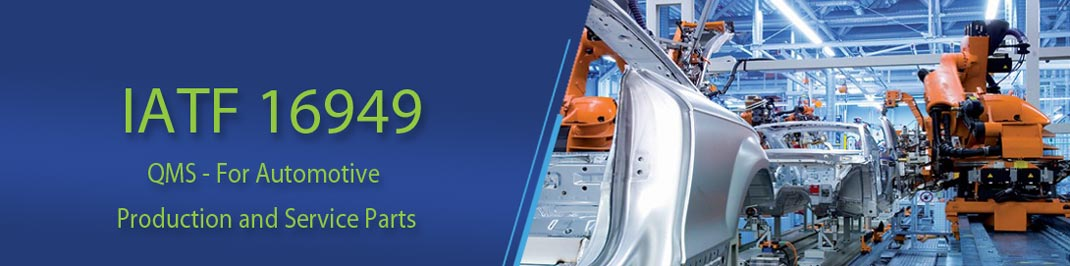 IATF 16949
QMS - For Automotive
Production and Service Parts